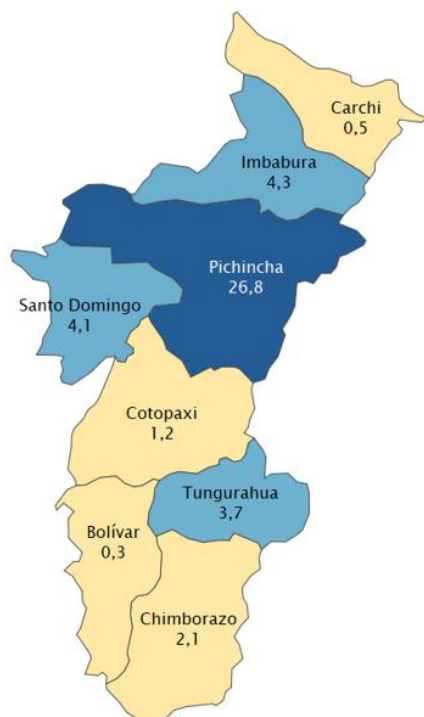 Carchi
0,5
Imbabura
4,3
Pichincha
26,8
Santo Domingo
4,1
Cotopaxi
1,2
Tungurahua
3,7
Bolívar
0,3
Chimborazo
2,1